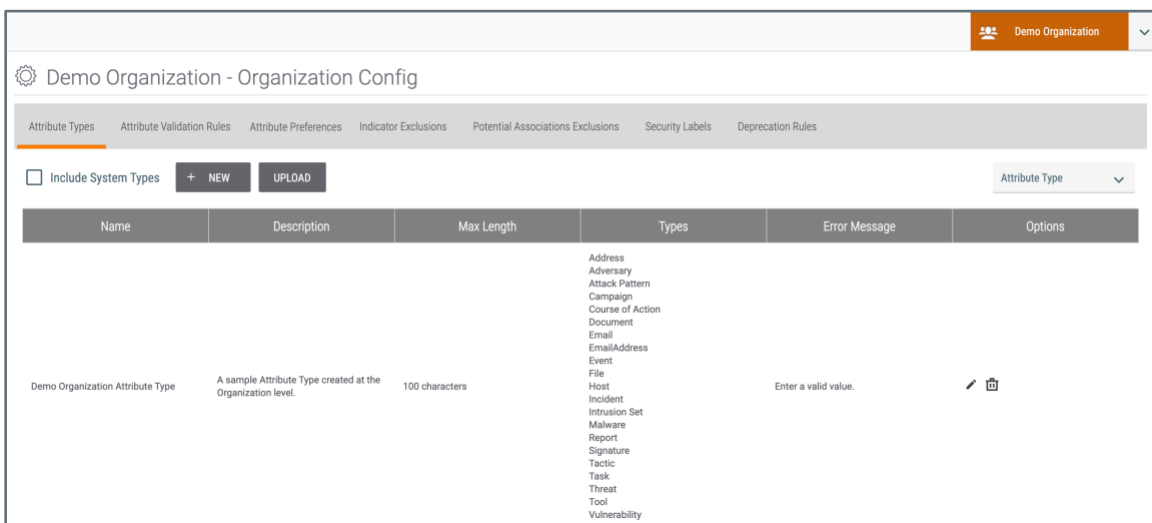 Demo Organization
Demo Organization - Organization Config
Attribute Types Attribute Validation Rules Attribute Preferences Indicator Exclusions Potential Associations Exclusions Security Labels Deprecation Rules
Include System Types + NEW UPLOAD Attribute Type
Name Description Max Length Types Error Message Options
Demo Organization Attribute Type
A sample Attribute Type created at the
Organization level.
100 characters
Address
Adversary
Attack Pattern
Campaign
Course of Action
Document
Email
EmailAddress
Event
File
Host
Incident
Intrusion Set
Malware
Report
Signature
Tactic
Task
Threat
Tool
Vulnerability
Enter a valid value.